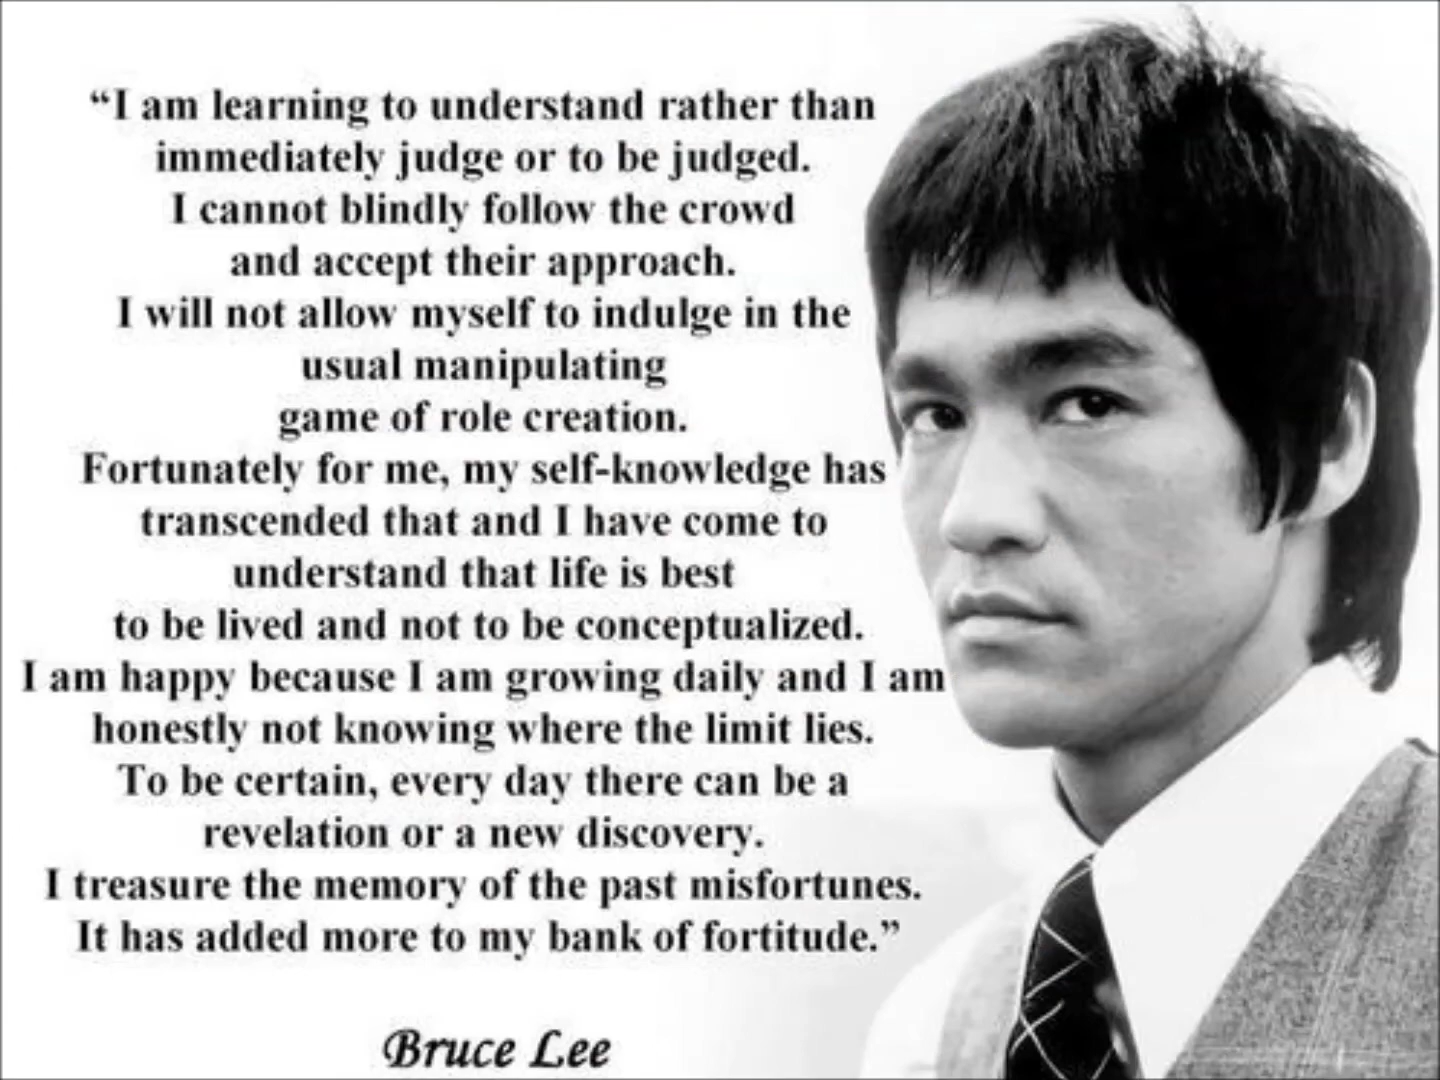 “I am learning to understand rather than
immediately judge or to be judged.
I cannot blindly follow the crowd
and accept their approach.
I will not allow myself to indulge in the
usual manipulating
game of role creation.
Fortunately for me, my self-knowledge has
transcended that and I have come to
understand that life is best
to be lived and not to be conceptualized.
I am happy because I am growing daily and I am
honestly not knowing where the limit lies.
To be certain, every day there can be a
revelation or a new discovery.
I treasure the memory of the past misfortunes.
It has added more to my bank of fortitude.”
Bruce Lee